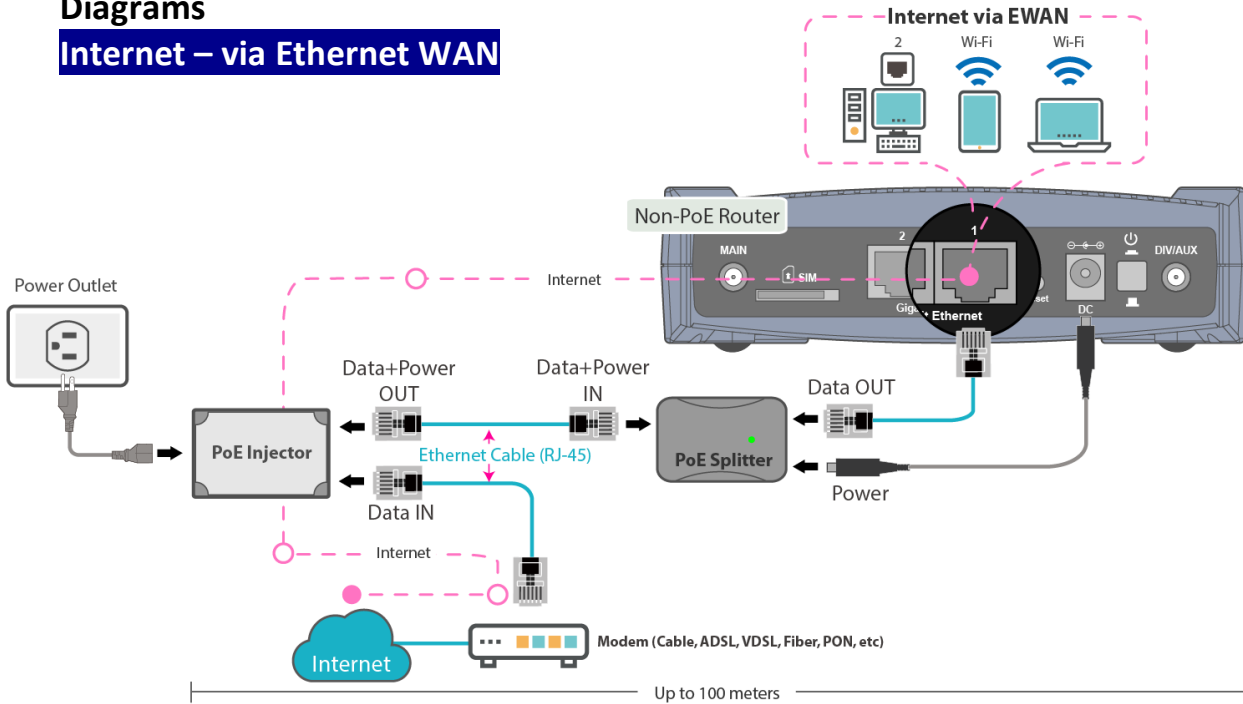 Diagrams
Internet – via Ethernet WAN
Internet via EWAN
2
Wi-Fi
Wi-Fi
Non-PoE Router
MAIN
SIM
2
1
Ethernet
DC
DIV/AUX
Internet
Power Outlet
Data+Power
OUT
Data+Power
IN
Data OUT
PoE Injector
Ethernet Cable (RJ-45)
PoE Splitter
Power
Data IN
Internet
Internet
Modem (Cable, ADSL, VDSL, Fiber, PON, etc)
Up to 100 meters